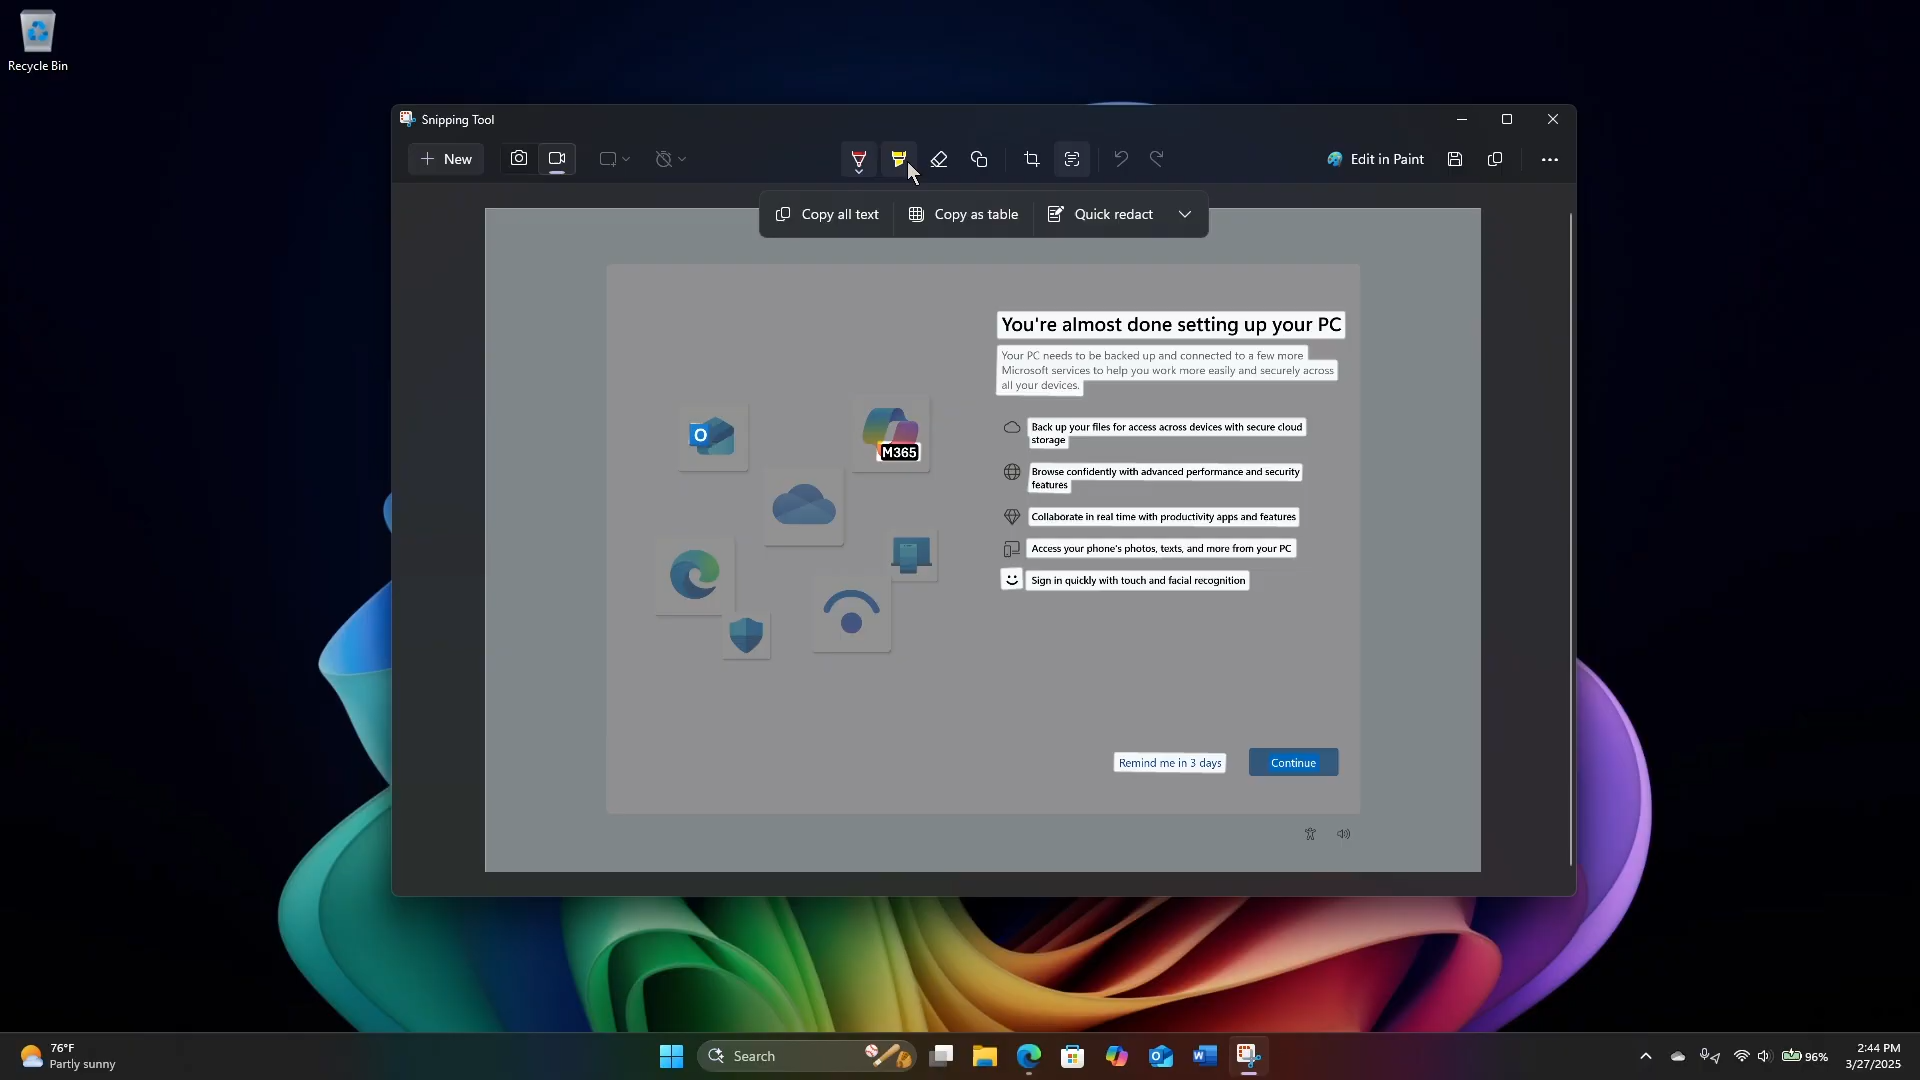 Recycle Bin
Snipping Tool
New
Edit in Paint
Copy all text
Copy as table
Quick redact
You're almost done setting up your PC
Your PC needs to be backed up and connected to a few more
Microsoft services to help you work more easily and securely across
all your devices.
O
M365
Back up your files for access across devices with secure cloud
storage
Browse confidently with advanced performance and security
features
Collaborate in real time with productivity apps and features
Access your phone's photos, texts, and more from your PC
Sign in quickly with touch and facial recognition
Remind me in 3 days
Continue
76°F
Partly sunny
Search
96%
2:44 PM
3/27/2025